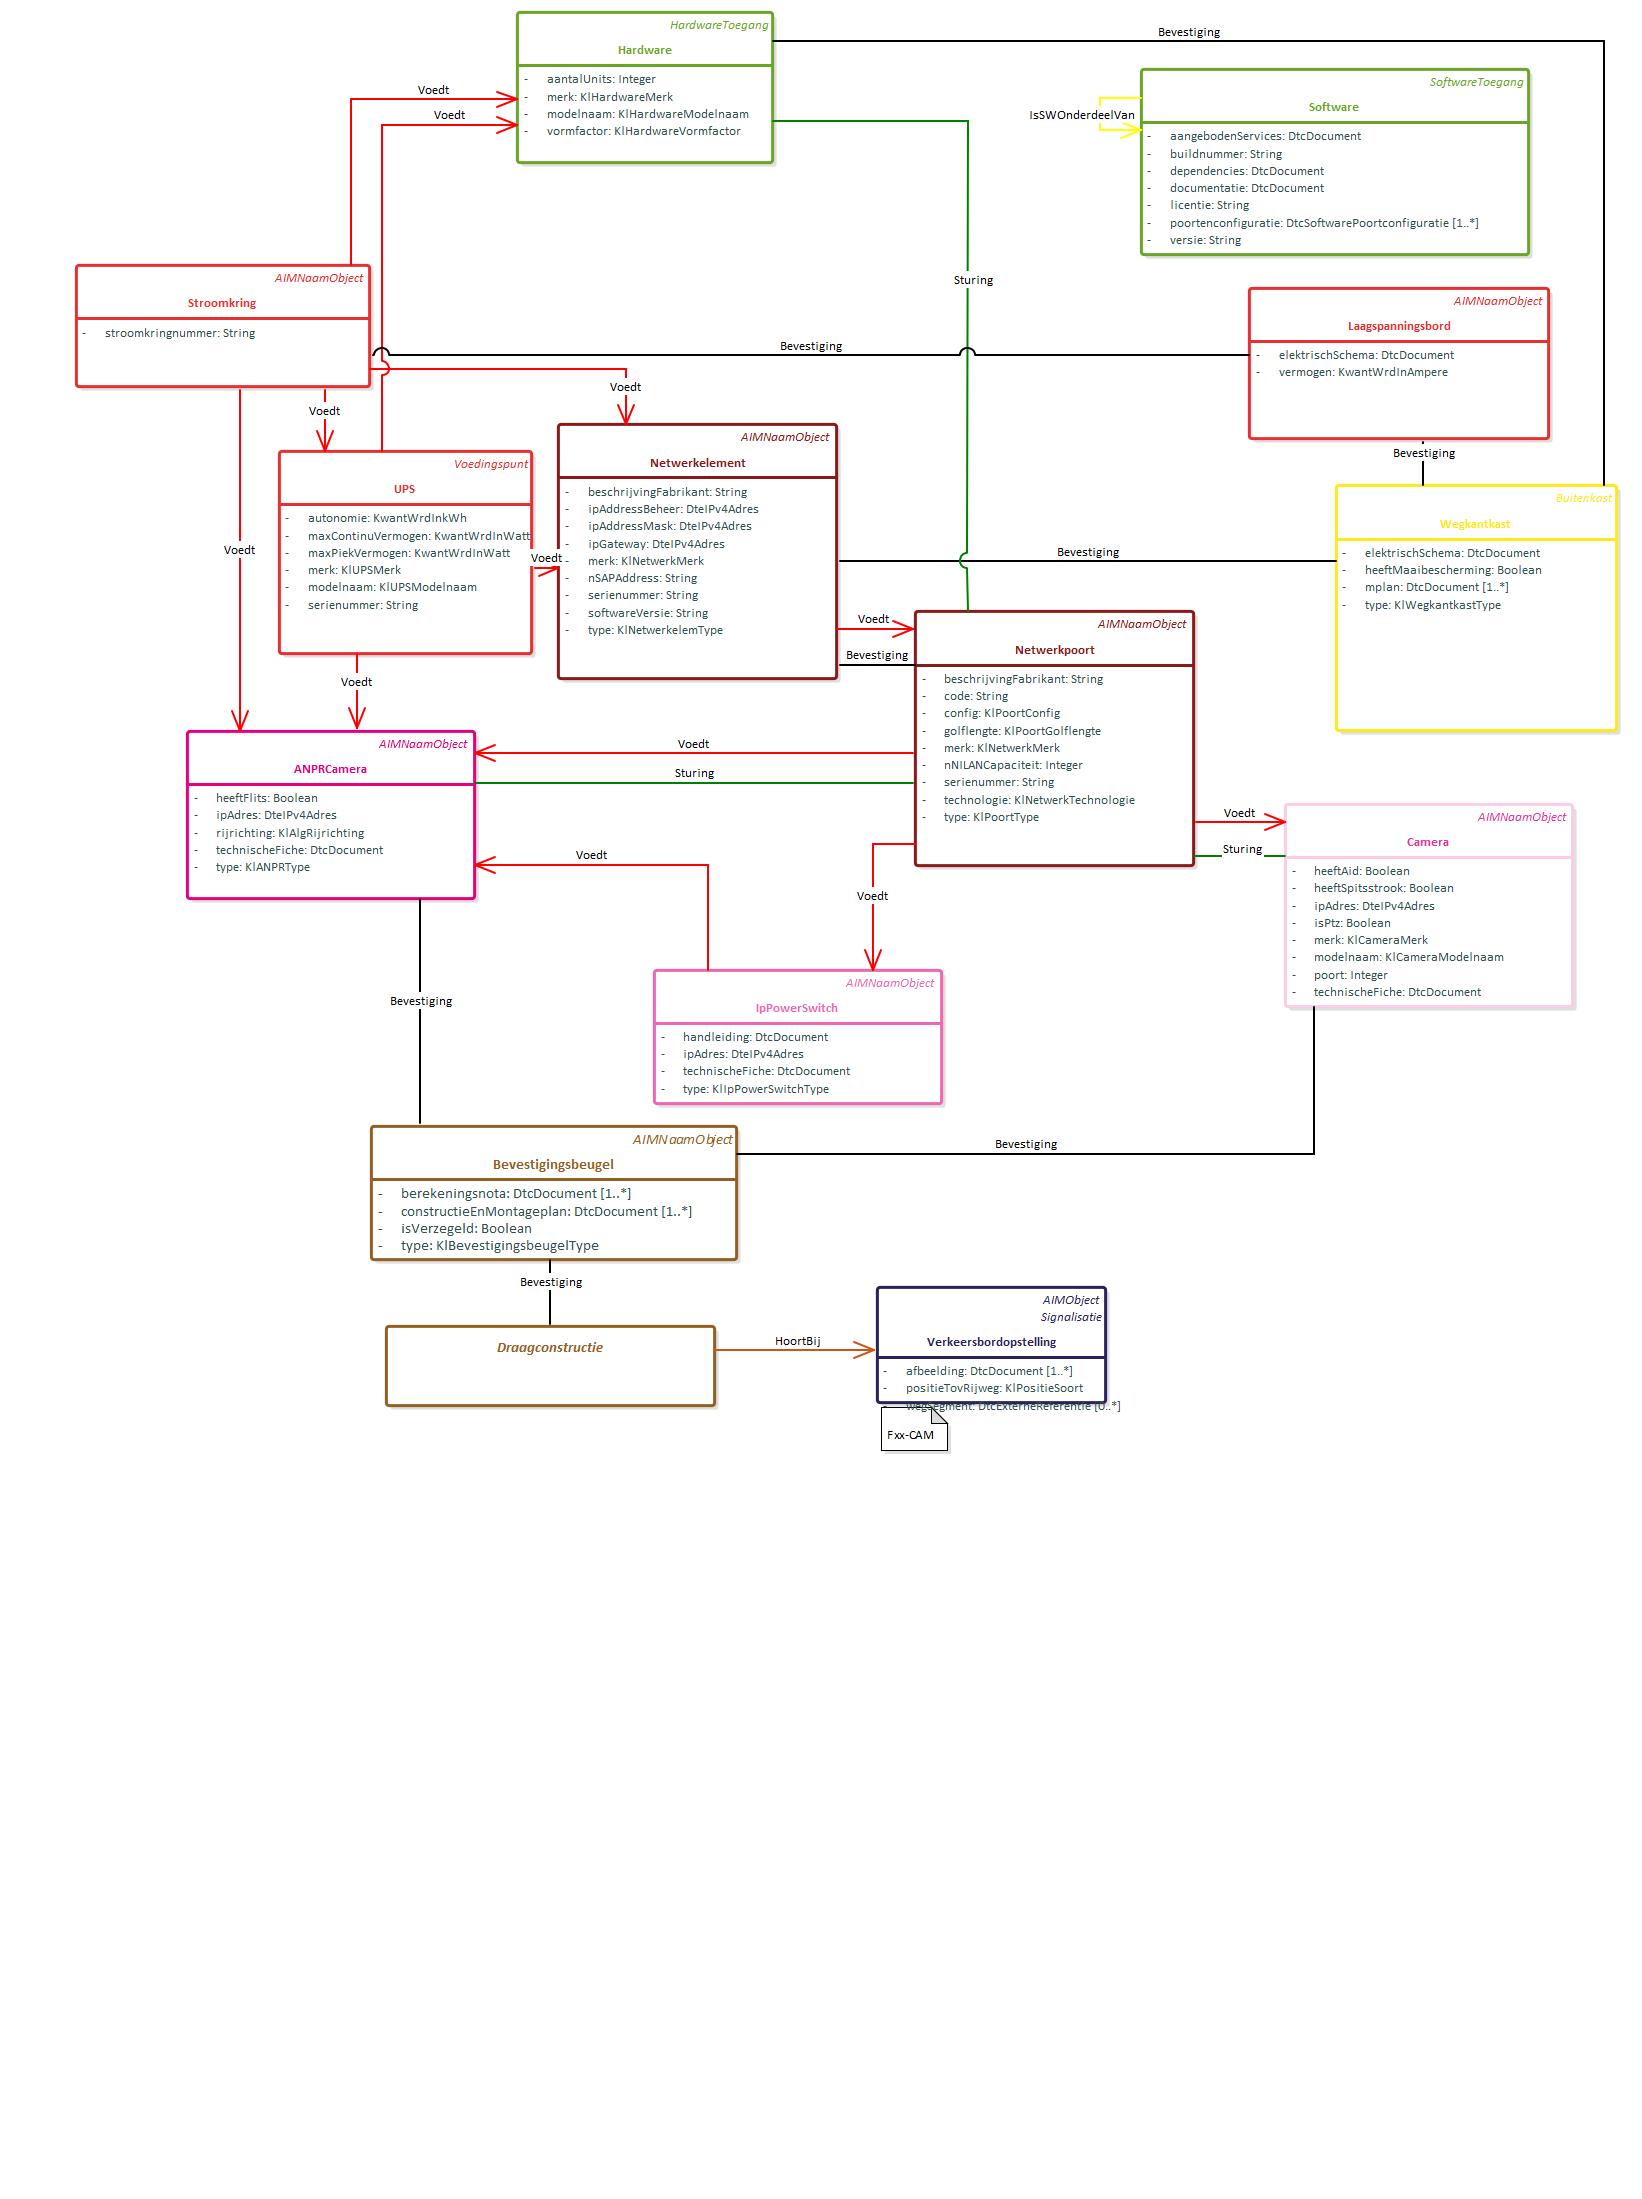 HardwareToegang
Hardware
- aantalUnits: Integer
- merk: KlHardwareMerk
- modelnaam: KlHardwareModelnaam
- vormfactor: KlHardwareVormfactor
Bevestiging
SoftwareToegang
Software
- aangebodenServices: DtcDocument
- buildnummer: String
- dependencies: DtcDocument
- documentatie: DtcDocument
- licentie: String
- poortenconfiguratie: DtcSoftwarePoortconfiguratie [1..*]
- versie: String
IsSWOnderdeelVan
Voedt
Voedt
Sturing
AIMNaamObject
Stroomkring
- stroomkringnummer: String
AIMNaamObject
Laagspanningsbord
- elektrischSchema: DtcDocument
- vermogen: KwantWrdInAmpere
Bevestiging
Voedt
Voedt
Voedt
Bevestiging
Voedingspunt
UPS
- autonomie: KwantWrdInkWh
- maxContinuVermogen: KwantWrdInWatt
- maxPiekVermogen: KwantWrdInWatt
- merk: KlUPSMerk
- modelnaam: KlUPSModelnaam
- serienummer: String
Voedt
AIMNaamObject
Netwerkelement
- beschrijvingFabrikant: String
- ipAddressBeheer: DteIPv4Adres
- ipAddressMask: DteIPv4Adres
- ipGateway: DteIPv4Adres
- merk: KlNetwerkMerk
- nSAPAddress: String
- serienummer: String
- softwareVersie: String
- type: KlNetwerkelemType
Bevestiging
Buitenkast
Wegkantkast
- elektrischSchema: DtcDocument
- heeftMaaibescherming: Boolean
- mplan: DtcDocument [1..*]
- type: KlWegkantkastType
Voedt
Bevestiging
AIMNaamObject
Netwerkpoort
- beschrijvingFabrikant: String
- code: String
- config: KlPoortConfig
- golflengte: KlPoortGolflengte
- merk: KlNetwerkMerk
- nNILANCapaciteit: Integer
- serienummer: String
- technologie: KlNetwerkTechnologie
- type: KlPoortType
Voedt
AIMNaamObject
ANPRCamera
- heeftFlits: Boolean
- ipAdres: DteIPv4Adres
- rijrichting: KlAlgRijrichting
- technischeFiche: DtcDocument
- type: KlANPRType
Voedt
Sturing
Voedt
Voedt
Voedt
Sturing
AIMNaamObject
Camera
- heeftAid: Boolean
- heeftSpitsstrook: Boolean
- ipAdres: DteIPv4Adres
- isPtz: Boolean
- merk: KlCameraMerk
- modelnaam: KlCameraModelnaam
- poort: Integer
- technischeFiche: DtcDocument
Bevestiging
AIMNaamObject
IpPowerSwitch
- handleiding: DtcDocument
- ipAdres: DteIPv4Adres
- technischeFiche: DtcDocument
- type: KlIpPowerSwitchType
AIMNaamObject
Bevestigingsbeugel
- berekeningsnota: DtcDocument [1..*]
- constructieEnMontageplan: DtcDocument [1..*]
- isVerzegeld: Boolean
- type: KlBevestigingsbeugelType
Bevestiging
Bevestiging
Draagconstructie
HoortBij
AIMObject
Signalisatie
Verkeersbordopstelling
- afbeelding: DtcDocument [1..*]
- positieTovRijweg: KlPositieSoort
- wegSegment: DtcExterneReferentie [0..*]
Fxx-CAM